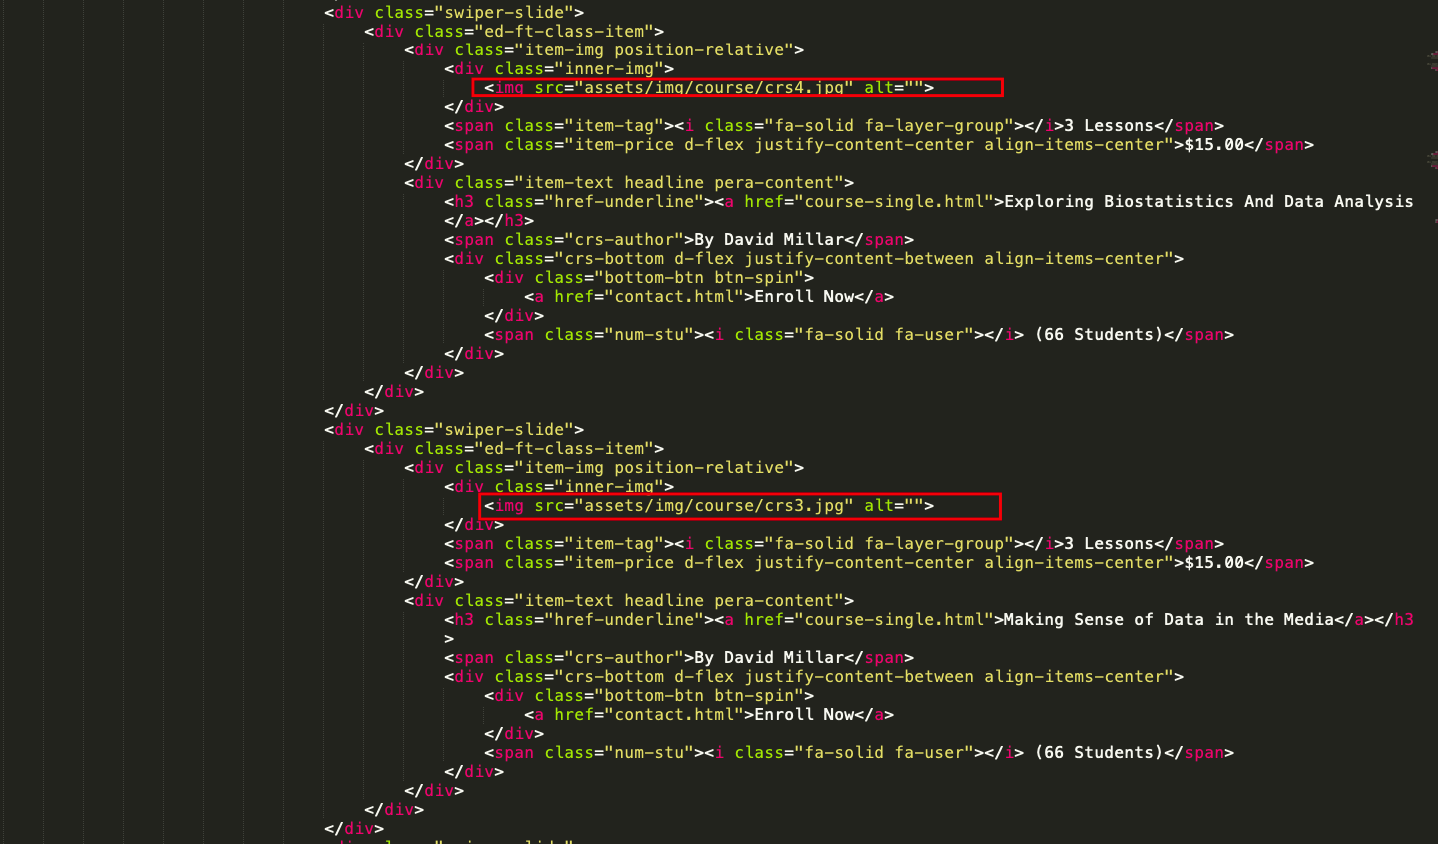 <div class="swiper-slide">
<div class="ed-ft-class-item">
<div class="item-img position-relative">
<div class="inner-img">
<img src="assets/img/course/crs4.jpg" alt="">
</div>
<span class="item-tag"><i class="fa-solid fa-layer-group"></i>3 Lessons</span>
<span class="item-price d-flex justify-content-center align-items-center">$15.00</span>
</div>
<div class="item-text headline pera-content">
<h3 class="href-underline"><a href="course-single.html">Exploring Biostatistics And Data Analysis
</a></h3>
<span class="crs-author">By David Millar</span>
<div class="crs-bottom d-flex justify-content-between align-items-center">
<div class="bottom-btn btn-spin">
<a href="contact.html">Enroll Now</a>
</div>
<span class="num-stu"><i class="fa-solid fa-user"></i> (66 Students)</span>
</div>
</div>
</div>
</div>
<div class="swiper-slide">
<div class="ed-ft-class-item">
<div class="item-img position-relative">
<div class="inner-img">
<img src="assets/img/course/crs3.jpg" alt="">
</div>
<span class="item-tag"><i class="fa-solid fa-layer-group"></i>3 Lessons</span>
<span class="item-price d-flex justify-content-center align-items-center">$15.00</span>
</div>
<div class="item-text headline pera-content">
<h3 class="href-underline"><a href="course-single.html">Making Sense of Data in the Media</a></h3
>
<span class="crs-author">By David Millar</span>
<div class="crs-bottom d-flex justify-content-between align-items-center">
<div class="bottom-btn btn-spin">
<a href="contact.html">Enroll Now</a>
</div>
<span class="num-stu"><i class="fa-solid fa-user"></i> (66 Students)</span>
</div>
</div>
</div>
</div>